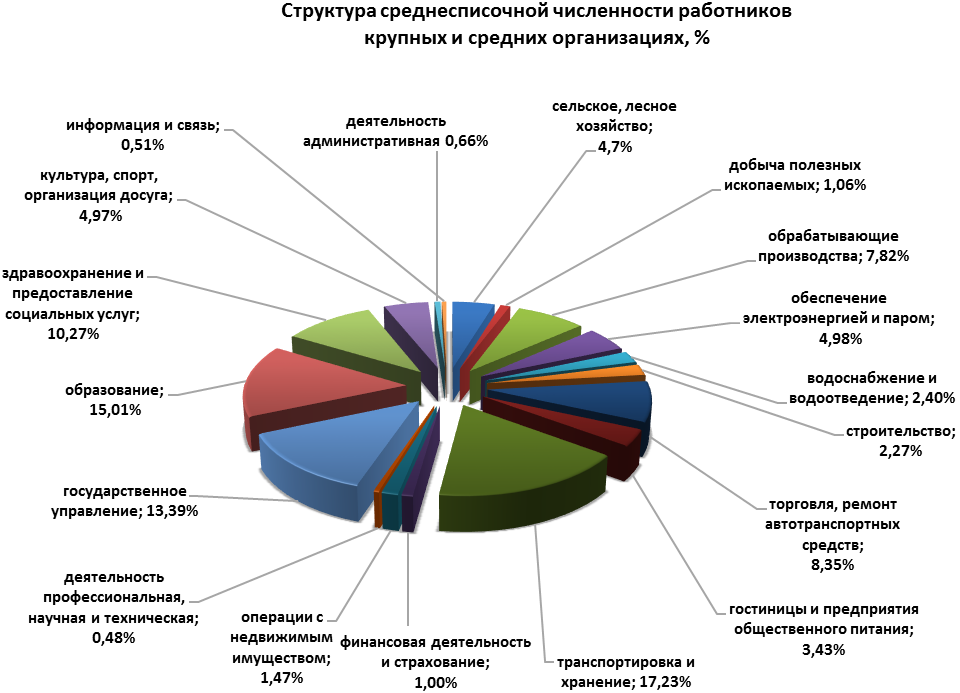 Структура среднесписочной численности работников
крупных и средних организациях, %
сельское, лесное
хозяйство;
4,7%
добыча полезных
ископаемых; 1,06%
обрабатывающие
производства; 7,82%
обеспечение
электроэнергией и паром;
4,98%
водоснабжение и
водоотведение; 2,40%
строительство;
2,27%
торговля, ремонт
автотранспортных
средств;
8,35%
гостиницы и предприятия
общественного питания;
3,43%
транспортировка и
хранение; 17,23%
финансовая деятельность
и страхование;
1,00%
операции с
недвижимым
имуществом;
1,47%
деятельность
профессиональная,
научная и техническая;
0,48%
государственное
управление; 13,39%
образование;
15,01%
здравоохранение и
предоставление
социальных услуг;
10,27%
культура, спорт,
организация досуга;
4,97%
информация и связь;
0,51%
деятельность
административная 0,66%